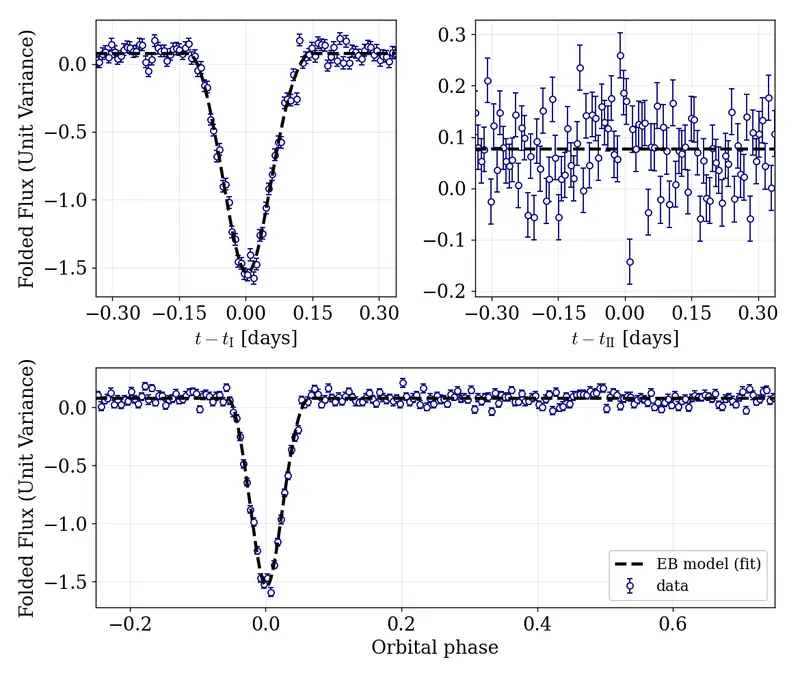 Folded Flux (Unit Variance)
0.0
−0.5
−1.0
−1.5
−0.30 −0.15 0.00 0.15 0.30
t − t_I [days]
0.3
0.2
0.1
0.0
−0.1
−0.2
−0.30 −0.15 0.00 0.15 0.30
t − t_II [days]
Folded Flux (Unit Variance)
0.0
−0.5
−1.0
−1.5
−0.2 0.0 0.2 0.4 0.6
Orbital phase
EB model (fit)
data